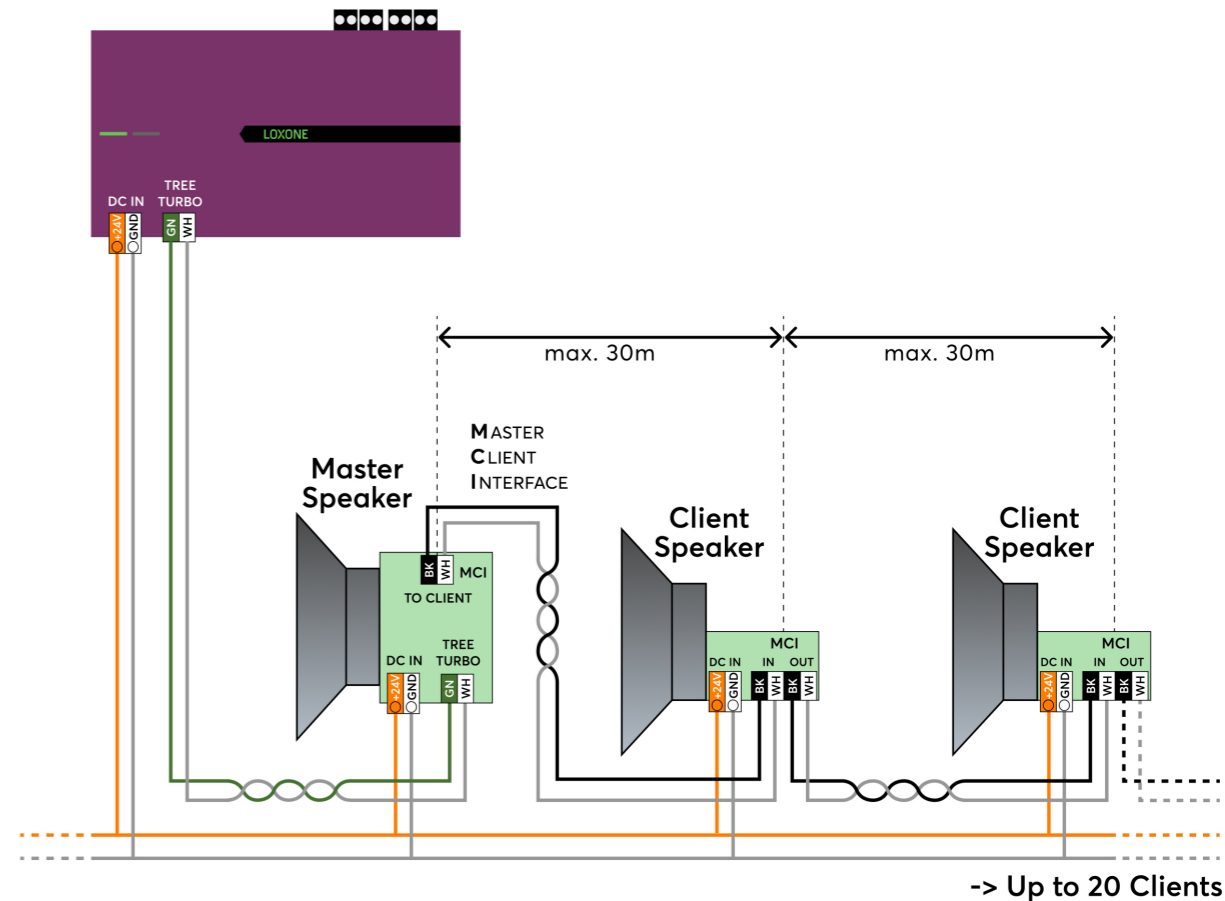 LOXONE
TREE
DC IN TURBO
+24V GND GN WH
max. 30m max. 30m
MASTER
CLIENT
INTERFACE
Master
Speaker
BK WH MCI
TO CLIENT
TREE
DC IN TURBO
+24V GND GN WH
Client
Speaker
MCI
DC IN IN OUT
+24V GND BK WH BK WH
Client
Speaker
MCI
DC IN IN OUT
+24V GND BK WH BK WH
-> Up to 20 Clients